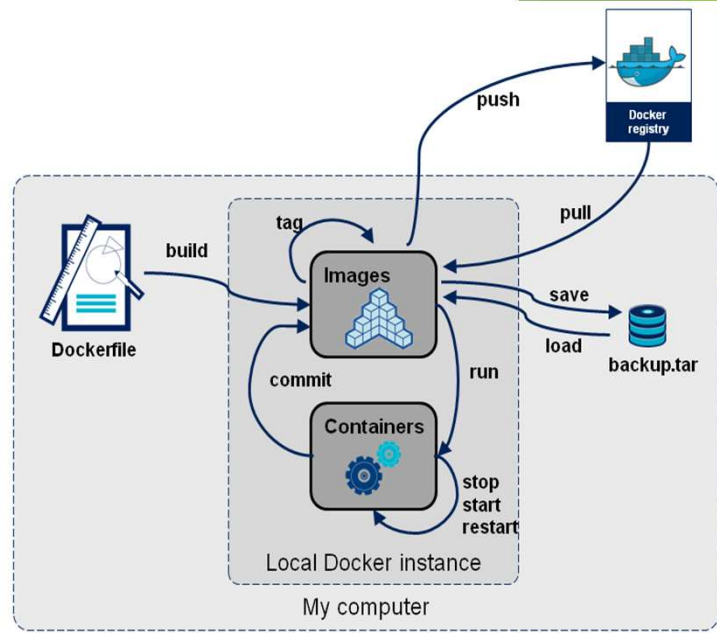 push
Docker
registry
pull
tag
build
Images
save
load
Dockerfile
backup.tar
commit
run
Containers
stop
start
restart
Local Docker instance
My computer